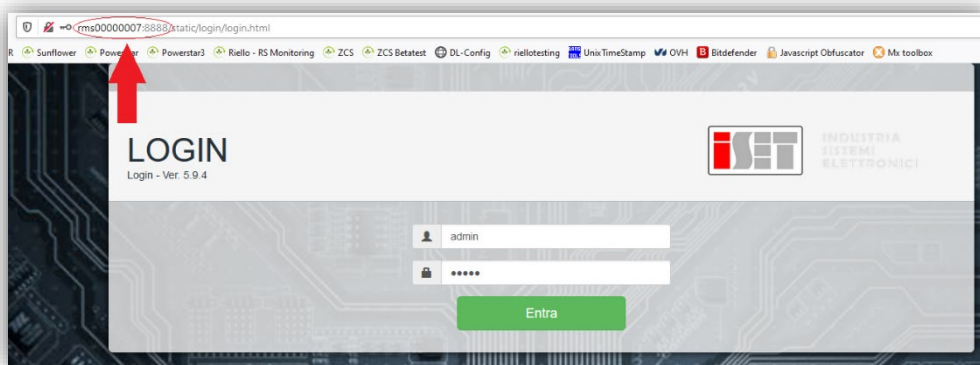 rms00000007:8888/static/login/login.html
R Sunflower Powerstar Powerstar3 Riello - RS Monitoring ZCS ZCS Betatest DL-Config riellotesting UnixTimeStamp OVH B Bitdefender Javascript Obfuscator Mx toolbox
LOGIN
Login - Ver. 5.9.4
iSET
INDUSTRIA
SISTEMI
ELETTRONICI
admin
•••••
Entra